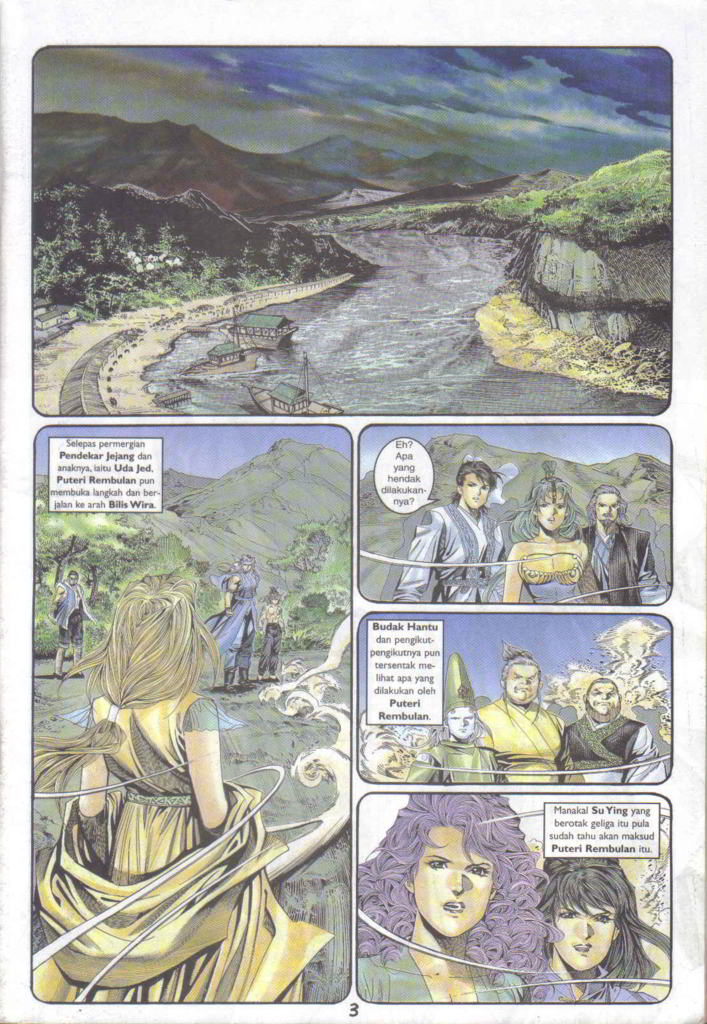 Selepas permergian
Pendekar Jejang dan
anaknya, iaitu Uda Jed,
Puteri Rembulan pun
membuka langkah dan ber-
jalan ke arah Bilis Wira.
Eh?
Apa
yang
hendak
dilakukan-
nya?
Budak Hantu
dan pengikut-
pengikutnya pun
tersentak me-
lihat apa yang
dilakukan oleh
Puteri
Rembulan.
Manakal Su Ying yang
berotak geliga itu pula
sudah tahu akan maksud
Puteri Rembulan itu.
3